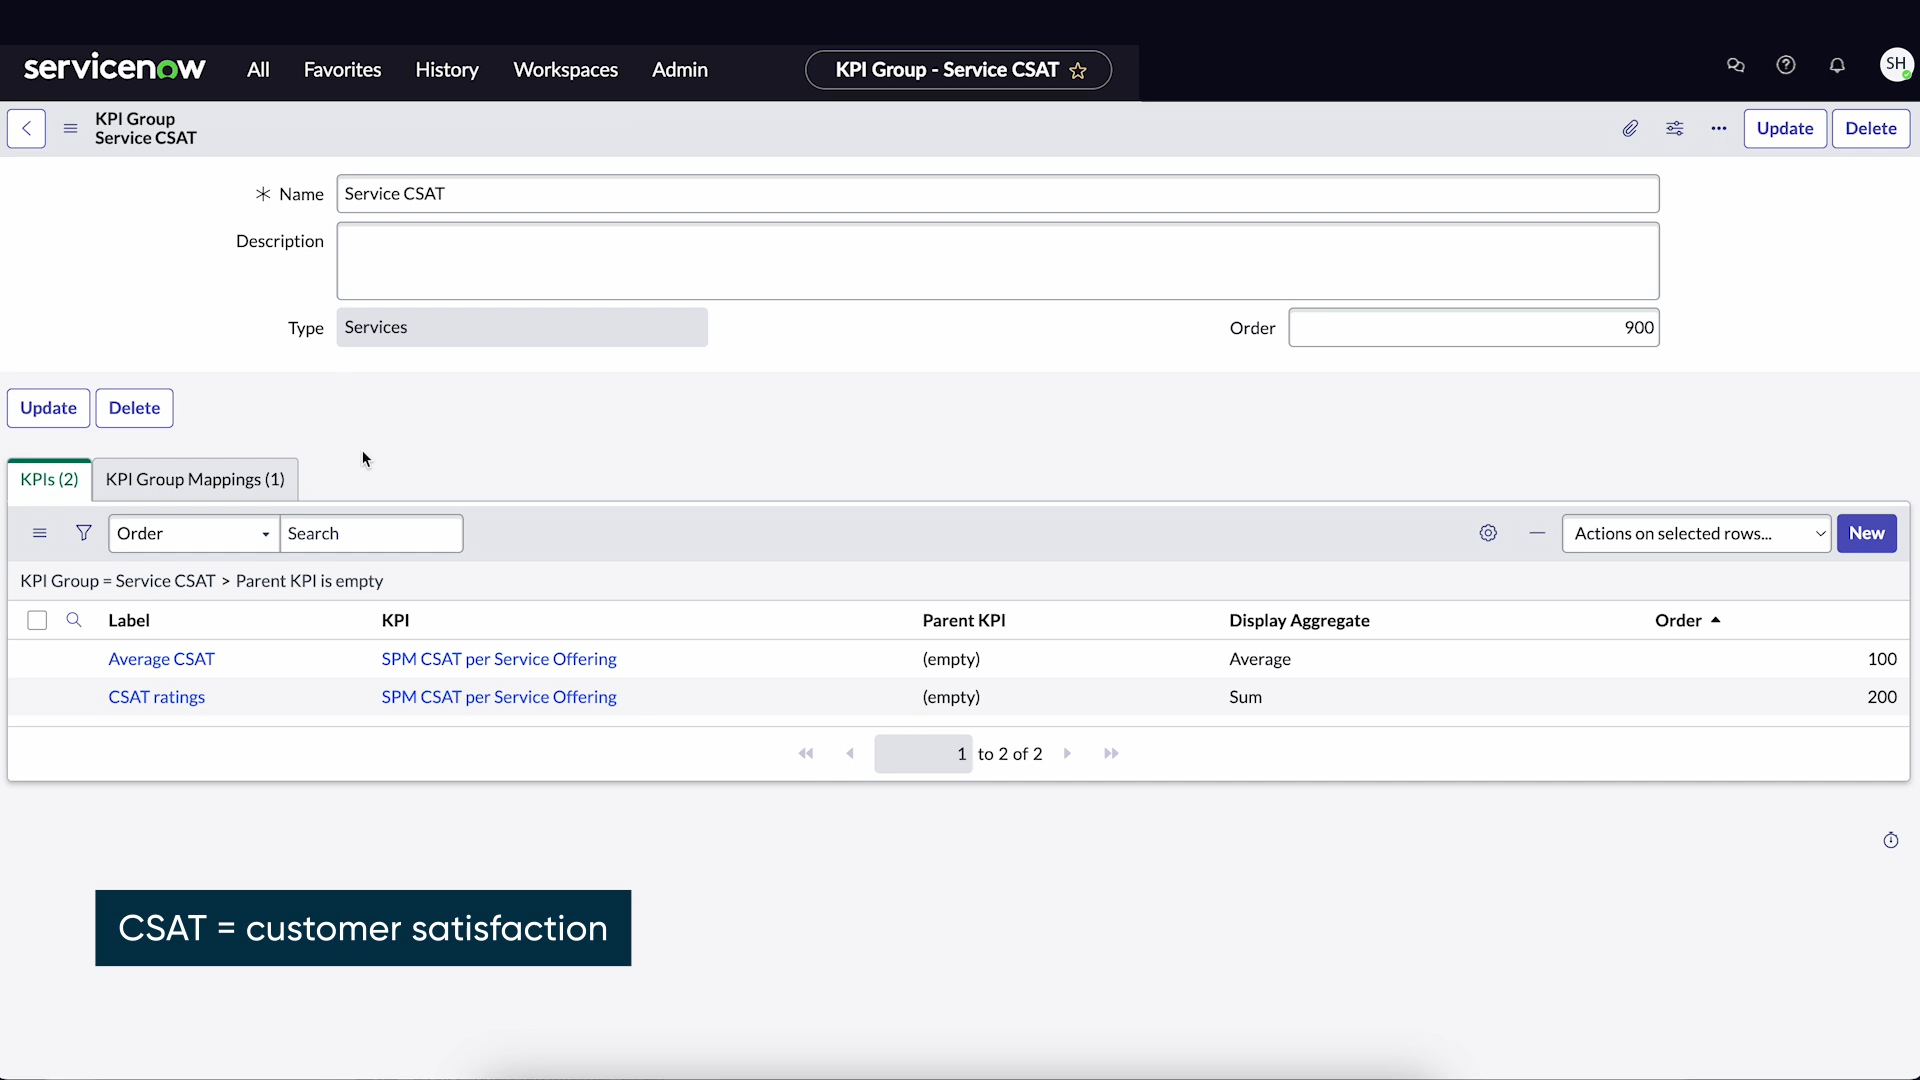 servicenow All Favorites History Workspaces Admin KPI Group - Service CSAT SH
KPI Group
Service CSAT
Update Delete
Name Service CSAT
Description
Type Services Order 900
Update Delete
KPIs (2) KPI Group Mappings (1)
Order Search Actions on selected rows... New
KPI Group = Service CSAT > Parent KPI is empty
Label KPI Parent KPI Display Aggregate Order
Average CSAT SPM CSAT per Service Offering (empty) Average 100
CSAT ratings SPM CSAT per Service Offering (empty) Sum 200
1 to 2 of 2
CSAT = customer satisfaction